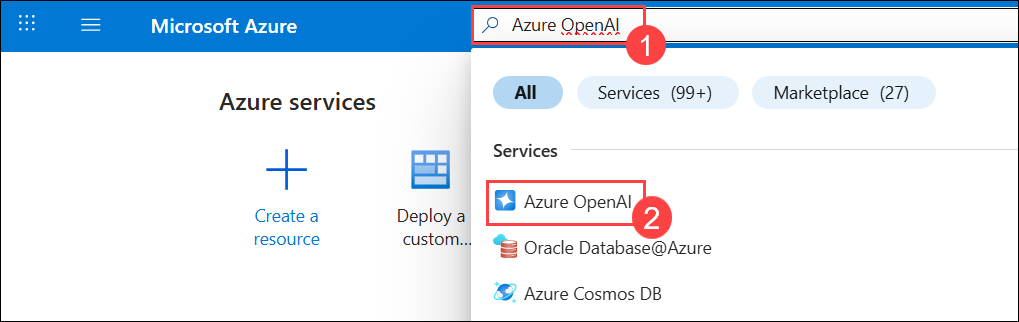 Microsoft Azure
Azure OpenAI
1
All
Services (99+)
Marketplace (27)
Azure services
Services
Create a
resource
Deploy a
custom...
Azure OpenAI
2
Oracle Database@Azure
Azure Cosmos DB